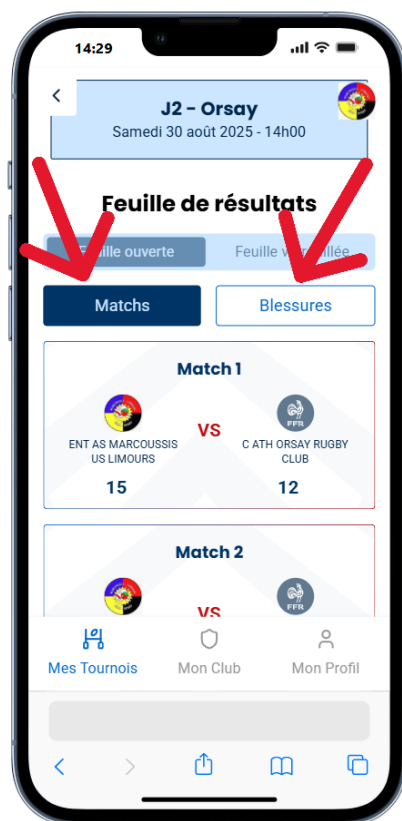 14:29
J2 - Orsay
Samedi 30 août 2025 - 14h00
Feuille de résultats
ouverte Feuille
Matchs Blessures
Match 1
VS
ENT AS MARCOUSSIS C ATH ORSAY RUGBY
US LIMOURS CLUB
15 12
FFR
Match 2
VS
FFR
Mes Tournois Mon Club Mon Profil